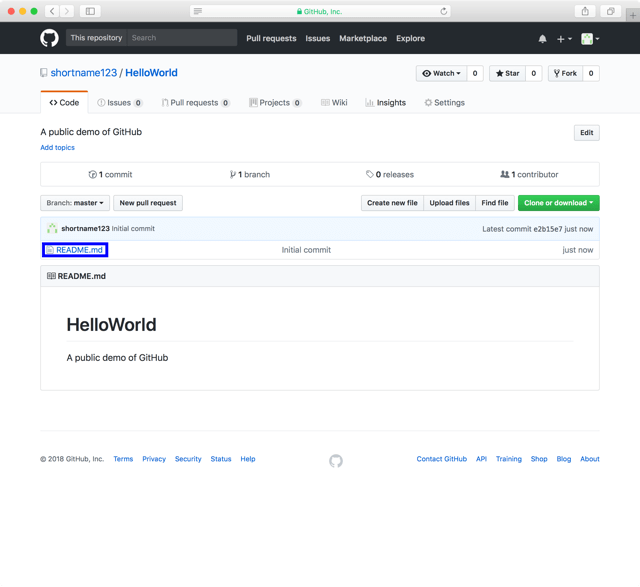 GitHub, Inc.
This repository Search Pull requests Issues Marketplace Explore
shortname123 / HelloWorld Watch 0 Star 0 Fork 0
Code Issues 0 Pull requests 0 Projects 0 Wiki Insights Settings
A public demo of GitHub Edit
Add topics
1 commit 1 branch 0 releases 1 contributor
Branch: master New pull request Create new file Upload files Find file Clone or download
shortname123 Initial commit Latest commit e2b15e7 just now
README.md Initial commit just now
README.md
HelloWorld
A public demo of GitHub
© 2018 GitHub, Inc. Terms Privacy Security Status Help Contact GitHub API Training Shop Blog About